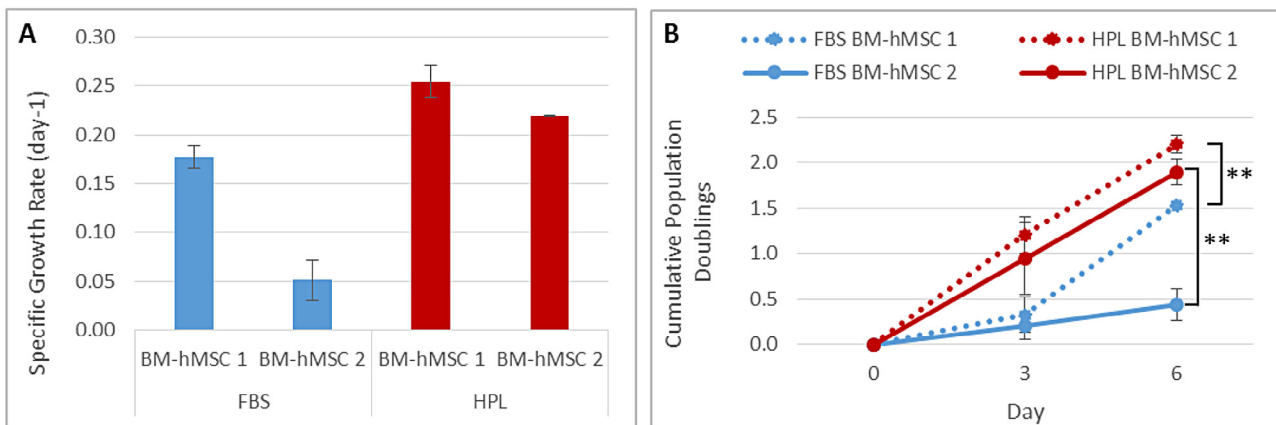 A
Specific Growth Rate (day-1)
0.30
0.25
0.20
0.15
0.10
0.05
0.00
BM-hMSC 1 BM-hMSC 2 BM-hMSC 1 BM-hMSC 2
FBS HPL
B
FBS BM-hMSC 1 HPL BM-hMSC 1
FBS BM-hMSC 2 HPL BM-hMSC 2
Cumulative Population
Doublings
2.5
2.0
1.5
1.0
0.5
0.0
**
**
0 3 6
Day